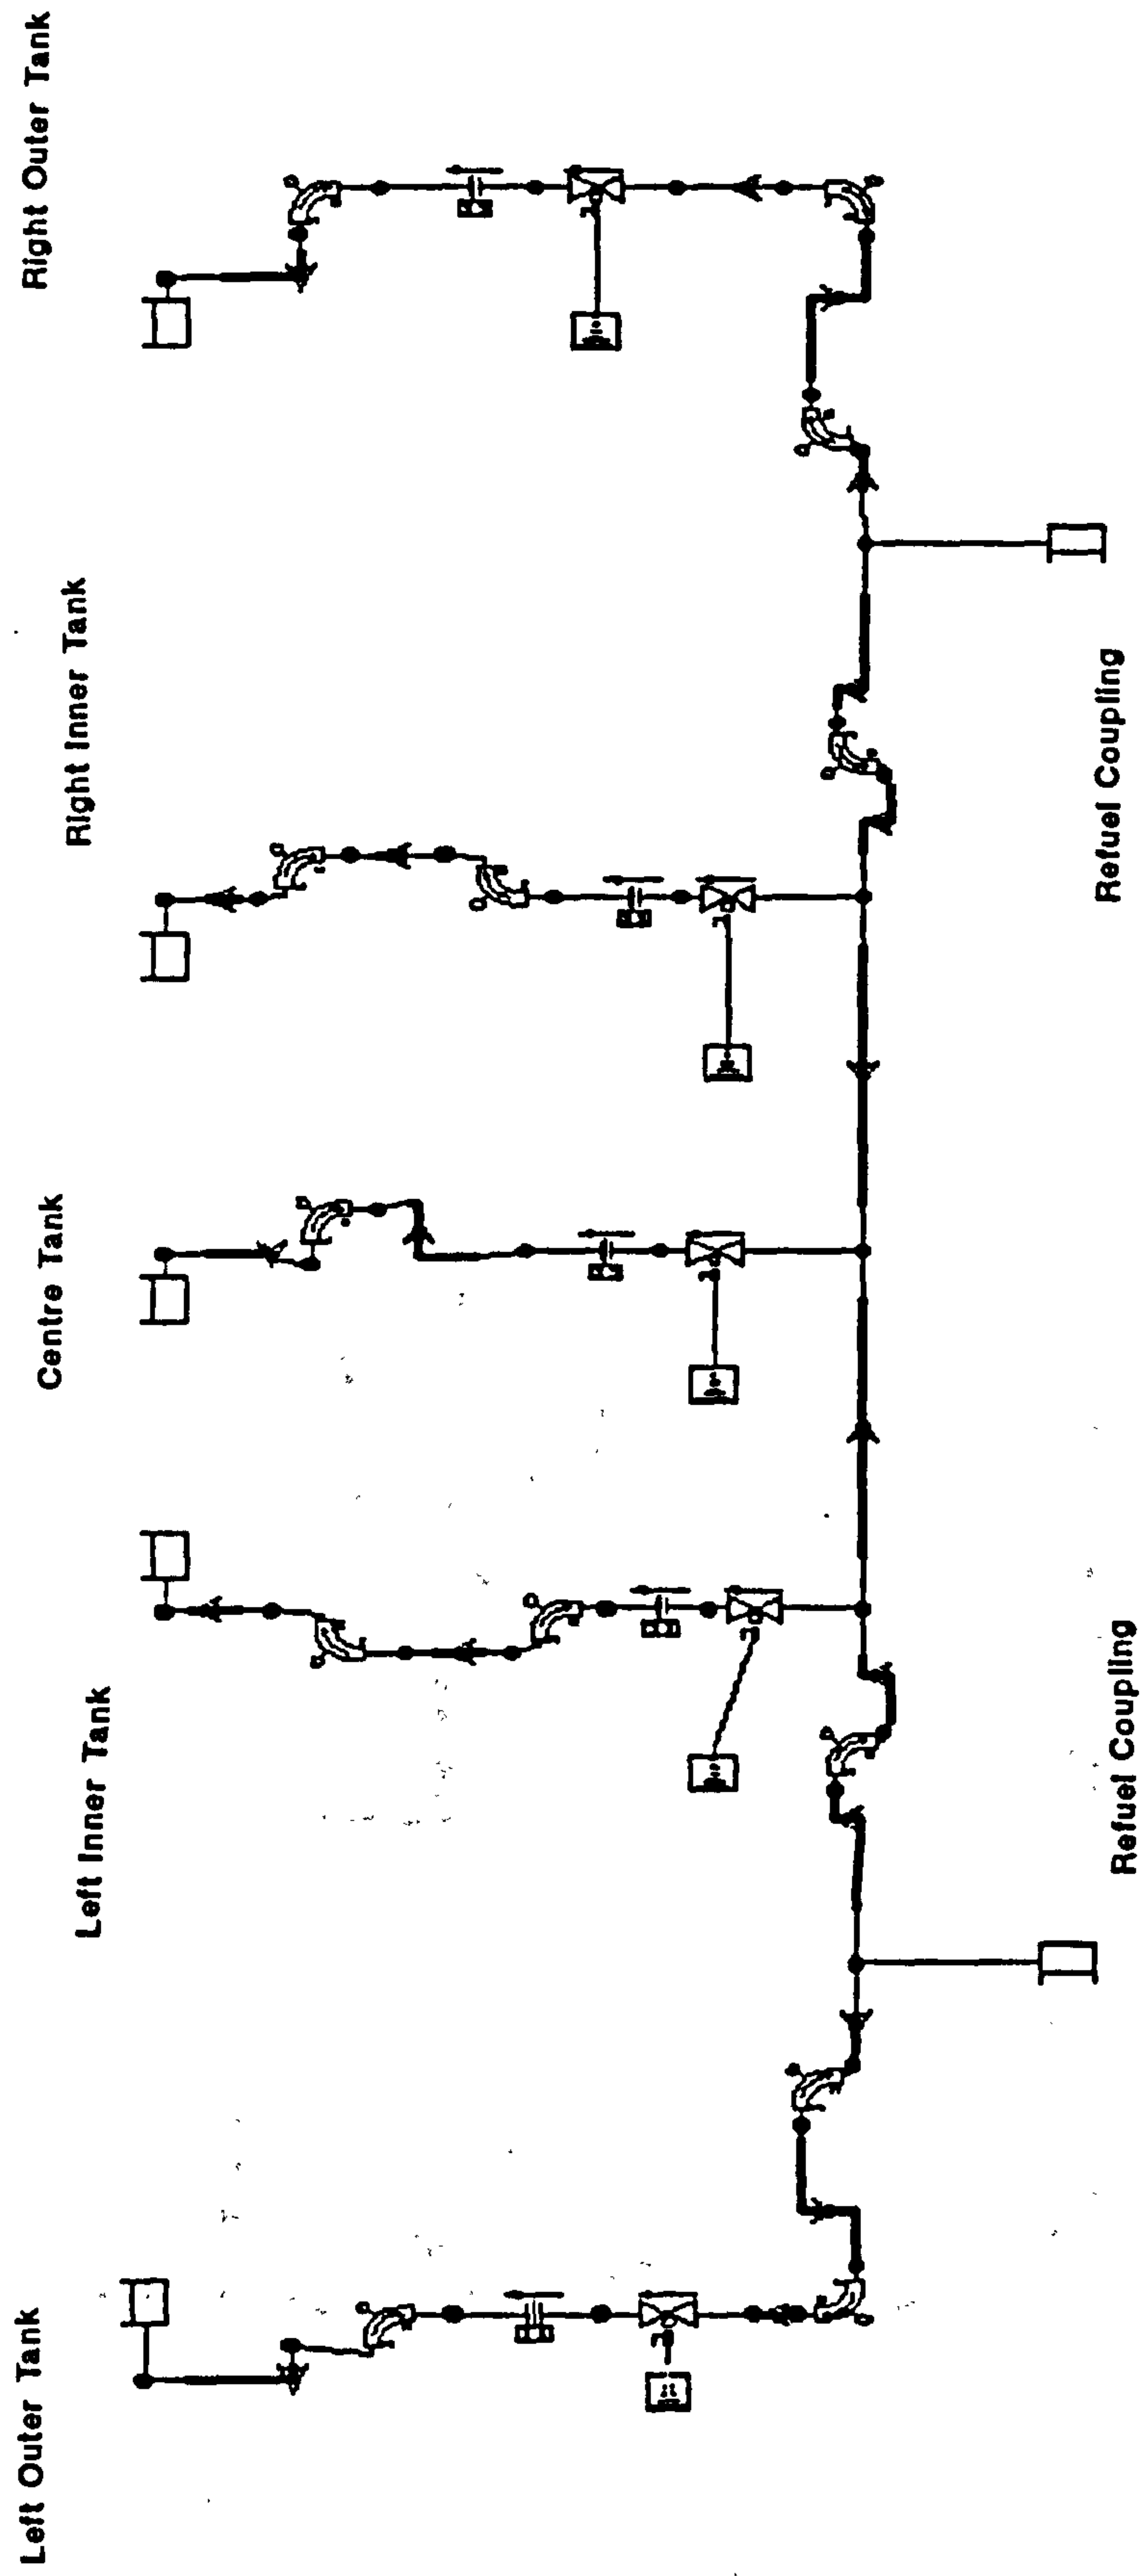 Left Outer Tank
Left Inner Tank
Centre Tank
Right Inner Tank
Right Outer Tank
Refuel Coupling
Refuel Coupling